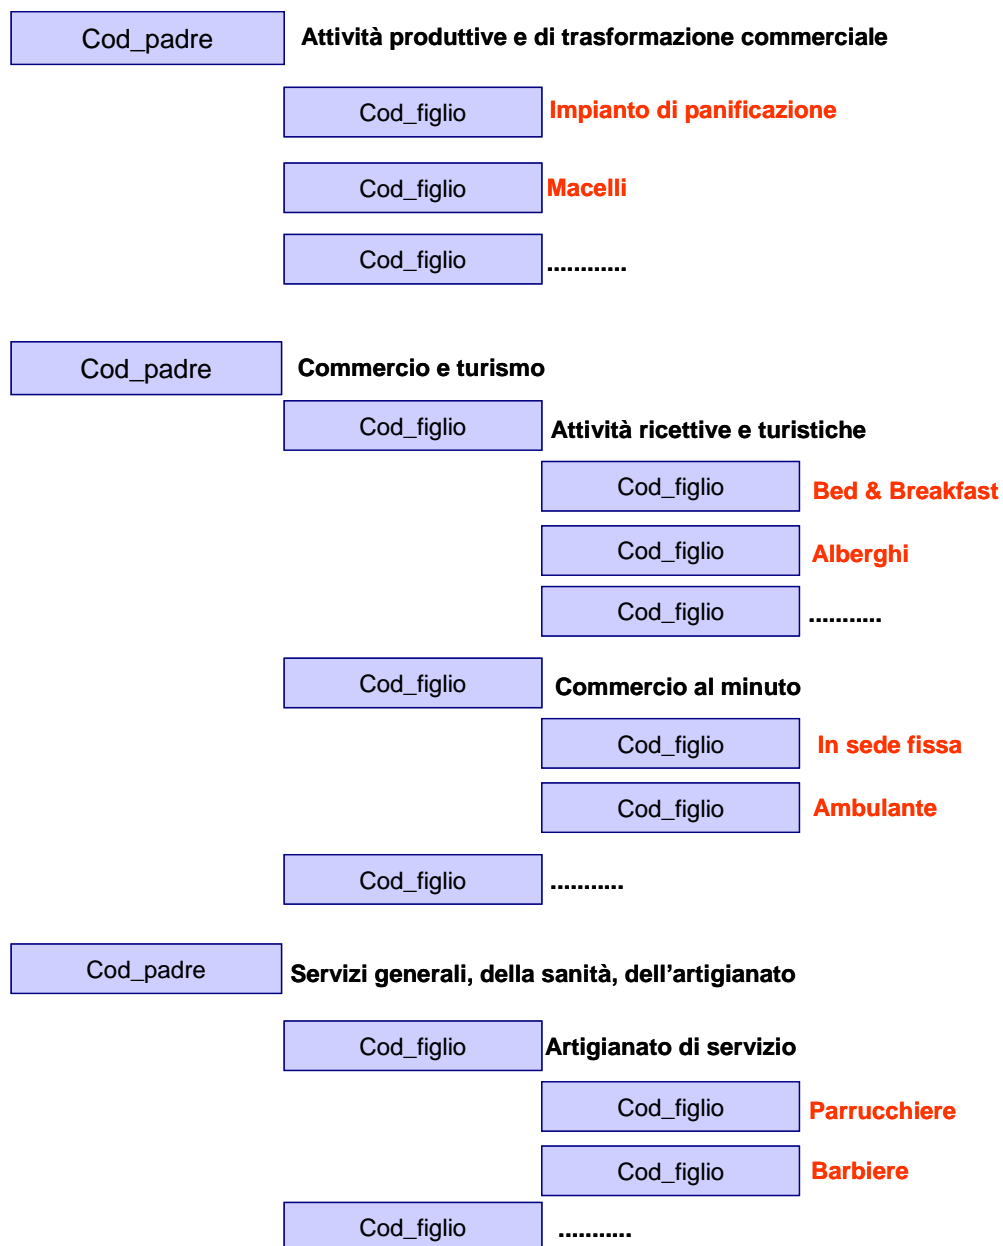 Cod_padre Attività produttive e di trasformazione commerciale
Cod_figlio Impianto di panificazione
Cod_figlio Macelli
Cod_figlio ............
Cod_padre Commercio e turismo
Cod_figlio Attività ricettive e turistiche
Cod_figlio Bed & Breakfast
Cod_figlio Alberghi
Cod_figlio ...........
Cod_figlio Commercio al minuto
Cod_figlio In sede fissa
Cod_figlio Ambulante
Cod_figlio ...........
Cod_padre Servizi generali, della sanità, dell’artigianato
Cod_figlio Artigianato di servizio
Cod_figlio Parrucchiere
Cod_figlio Barbiere
Cod_figlio ...........